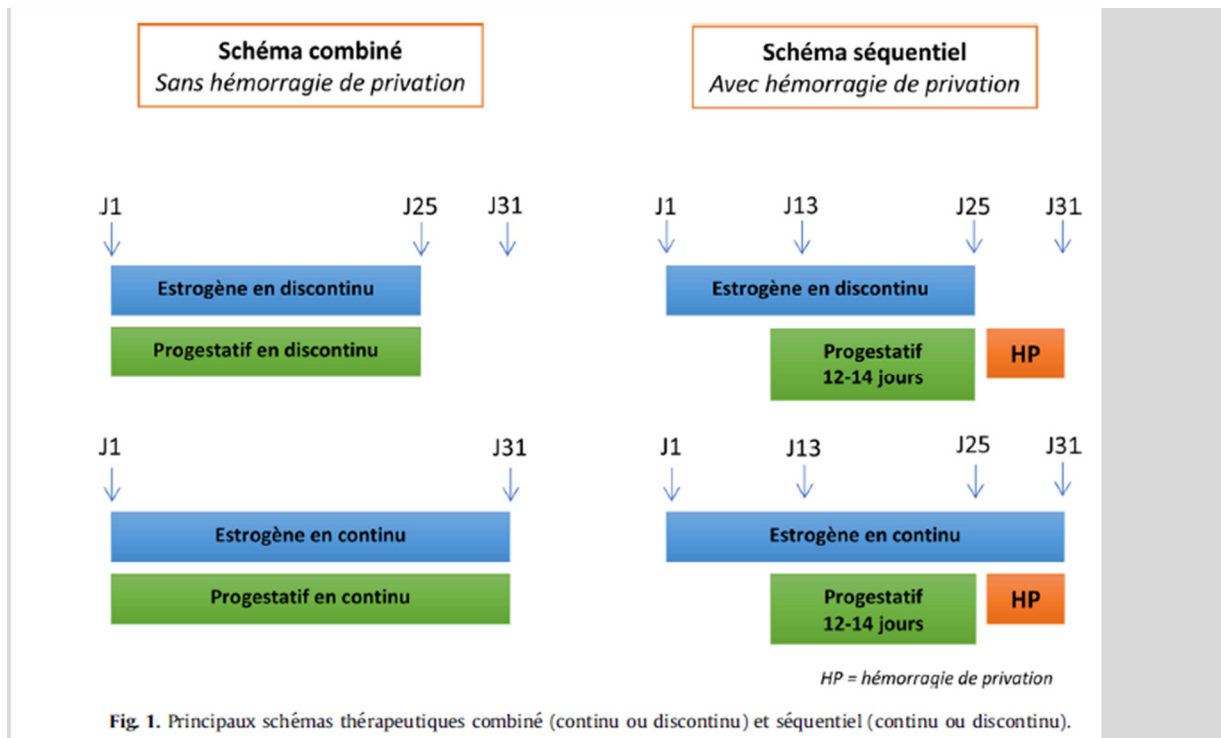 Schéma combiné
Sans hémorragie de privation
Schéma séquentiel
Avec hémorragie de privation
J1
J25
J31
Estrogène en discontinu
Progestatif en discontinu
J1
J13
J25
J31
Estrogène en discontinu
Progestatif
12-14 jours
HP
J1
J31
Estrogène en continu
Progestatif en continu
J1
J13
J25
J31
Estrogène en continu
Progestatif
12-14 jours
HP
HP = hémorragie de privation
Fig. 1. Principaux schémas thérapeutiques combiné (continu ou discontinu) et séquentiel (continu ou discontinu).